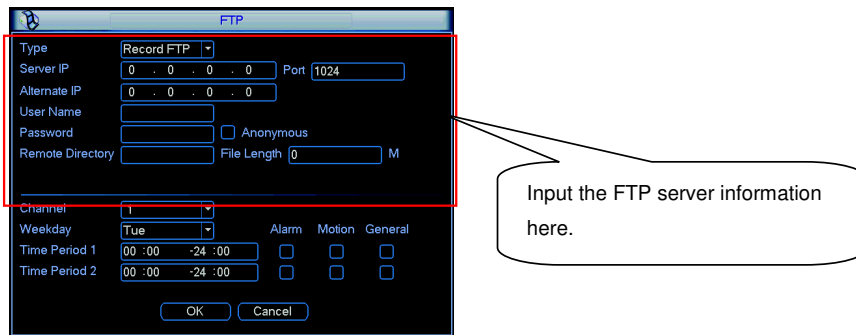 FTP
Type Record FTP
Server IP 0 . 0 . 0 . 0 Port 1024
Alternate IP 0 . 0 . 0 . 0
User Name
Password Anonymous
Remote Directory File Length 0 M
Channel 1
Weekday Tue Alarm Motion General
Time Period 1 00 :00 -24 :00
Time Period 2 00 :00 -24 :00
OK Cancel
Input the FTP server information
here.